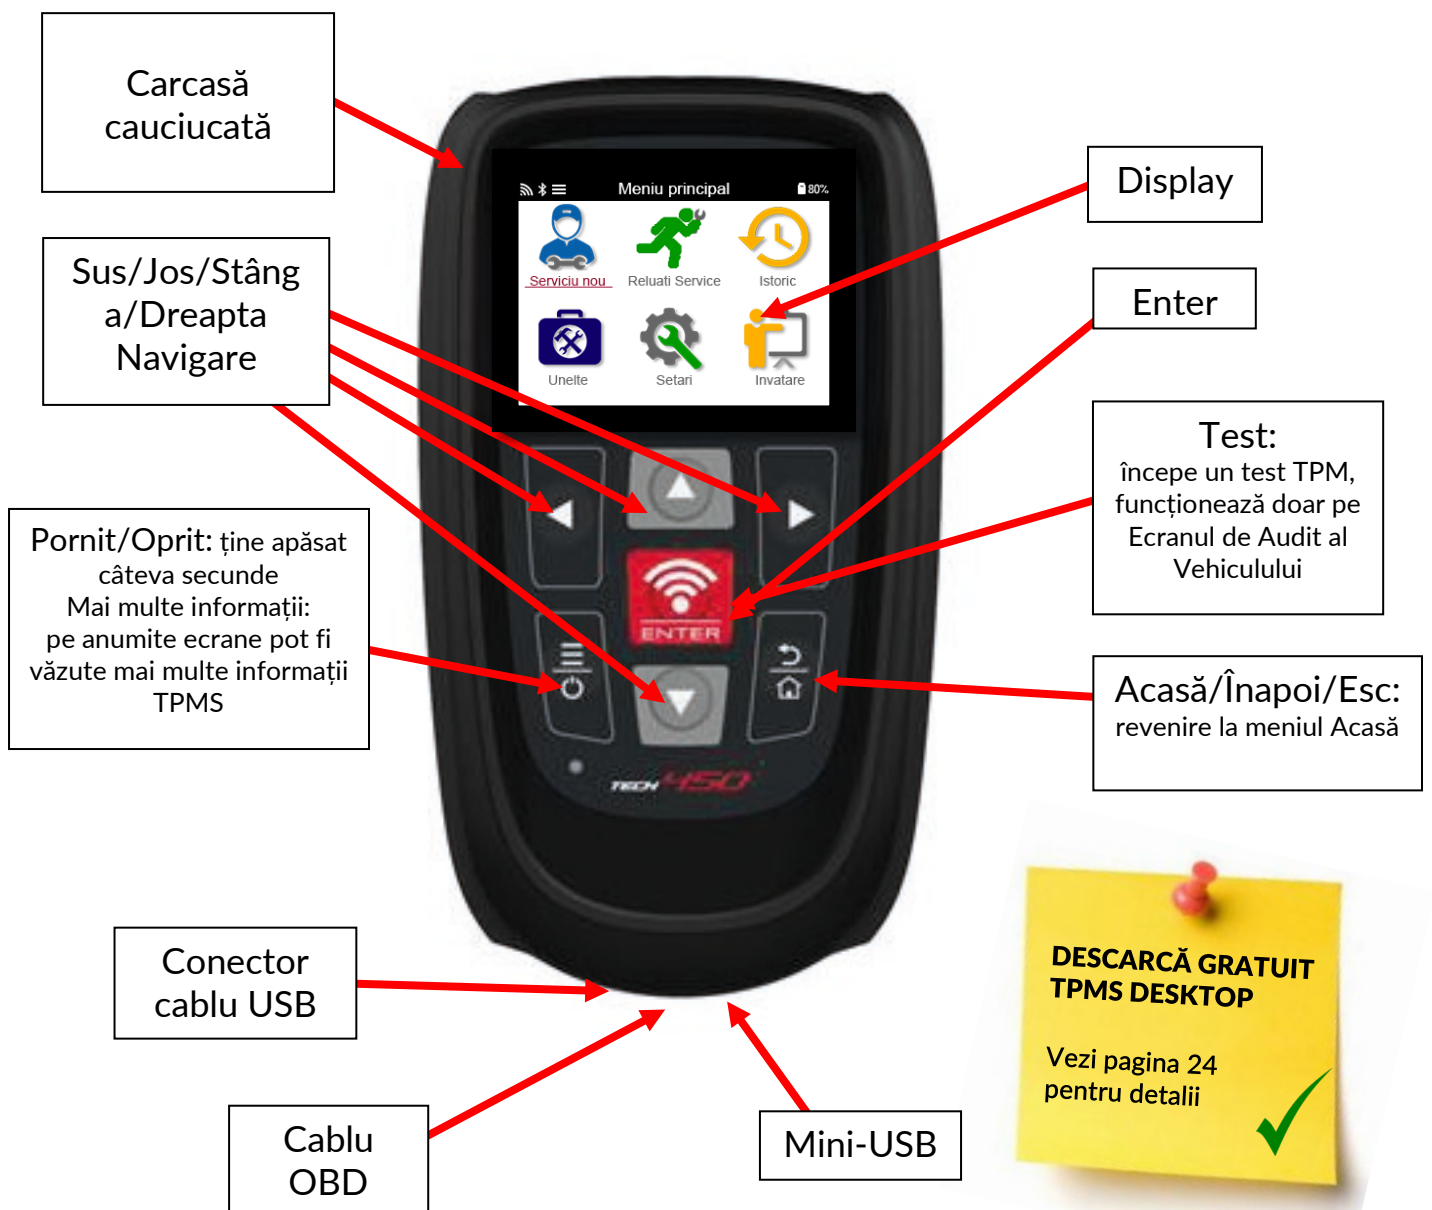 Carcasă
cauciucată
Display
Sus/Jos/Stâng
a/Dreapta
Navigare
Enter
Meniu principal
80%
Serviciu nou
Reluati Service
Istoric
Unelte
Setari
Invatare
Test:
începe un test TPM,
funcționează doar pe
Ecranul de Audit al
Vehiculului
Pornit/Oprit: ține apăsat
câteva secunde
Mai multe informații:
pe anumite ecrane pot fi
văzute mai multe informații
TPMS
ENTER
Acasă/Înapoi/Esc:
revenire la meniul Acasă
TECH 450
Conector
cablu USB
Cablu
OBD
Mini-USB
DESCARCĂ GRATUIT
TPMS DESKTOP
Vezi pagina 24
pentru detalii